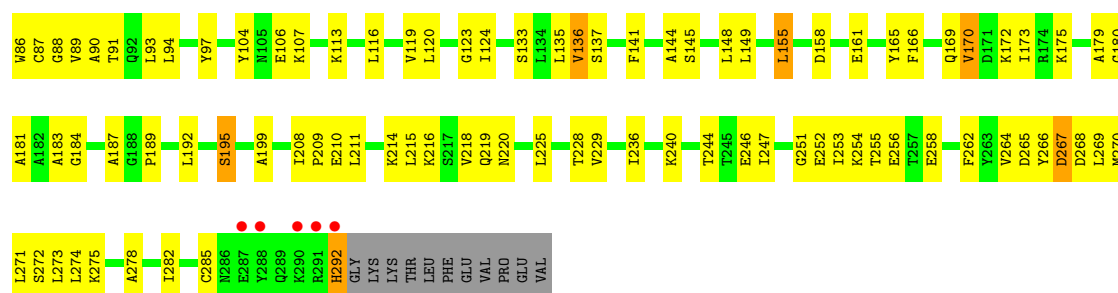 W86 C87 G88 V89 A90 T91 Q92 L93 L94 Y97 Y104 N105 E106 K107 K113 L116 V119 L120 G123 I124 S133 L134 L135 V136 S137 F141 A144 S145 L148 L149 L155 D158 E161 Y165 F166 Q169 V170 D171 K172 I173 R174 K175 A179 G180
A181 A182 A183 G184 A187 G188 P189 L192 S195 A199 I208 P209 E210 L211 K214 L215 K216 S217 V218 Q219 N220 L225 T228 V229 I236 K240 T244 T245 E246 I247 G251 E252 I253 K254 T255 E256 T257 E258 F262 Y263 V264 D265 Y266 D267 D268 L269 M270
L271 S272 L273 L274 K275 A278 I282 C285 N286 E287 Y288 Q289 K290 R291 H292 GLY LYS LYS THR LEU PHE GLU VAL PRO GLU VAL